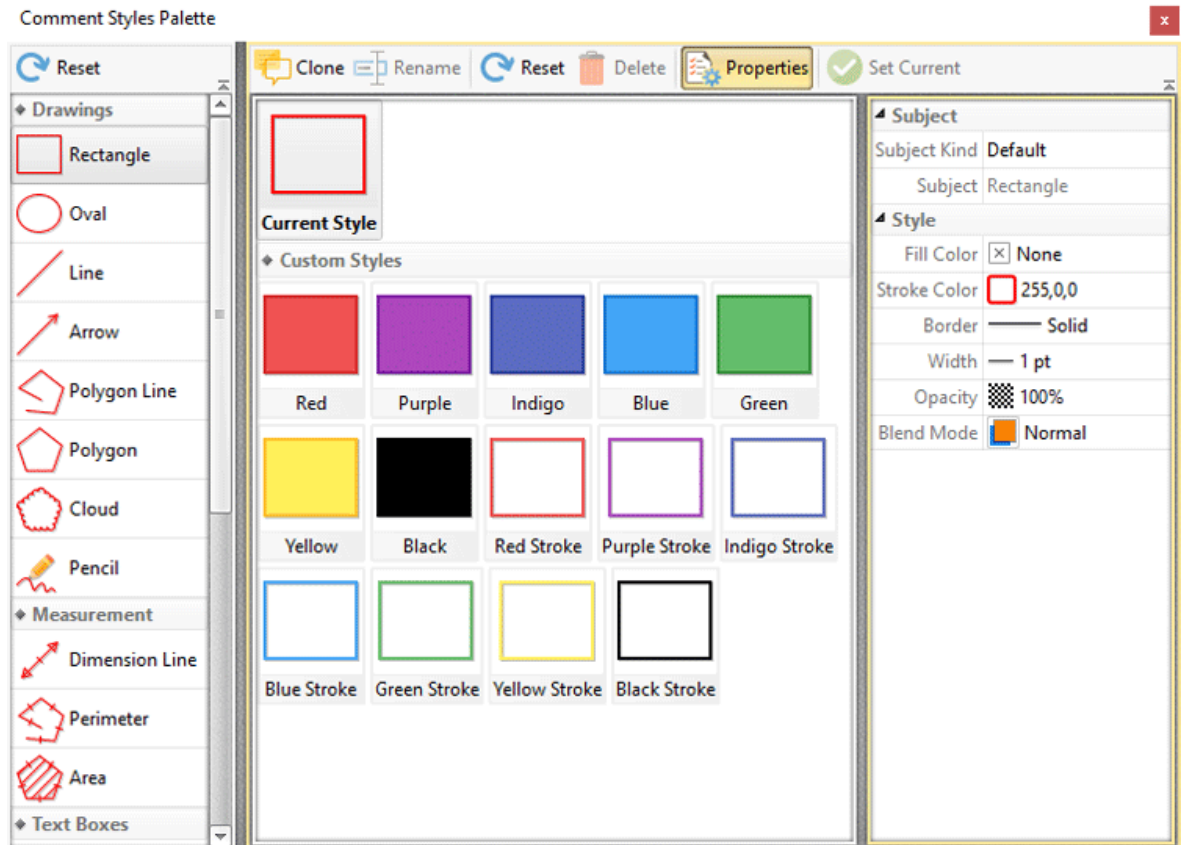 Comment Styles Palette
x
Reset
Clone Rename Reset Delete Properties Set Current
Drawings
Rectangle
Oval
Line
Arrow
Polygon Line
Polygon
Cloud
Pencil
Measurement
Dimension Line
Perimeter
Area
Text Boxes
Current Style
Custom Styles
Red Purple Indigo Blue Green
Yellow Black Red Stroke Purple Stroke Indigo Stroke
Blue Stroke Green Stroke Yellow Stroke Black Stroke
Subject
Subject Kind Default
Subject Rectangle
Style
Fill Color None
Stroke Color 255,0,0
Border Solid
Width 1 pt
Opacity 100%
Blend Mode Normal